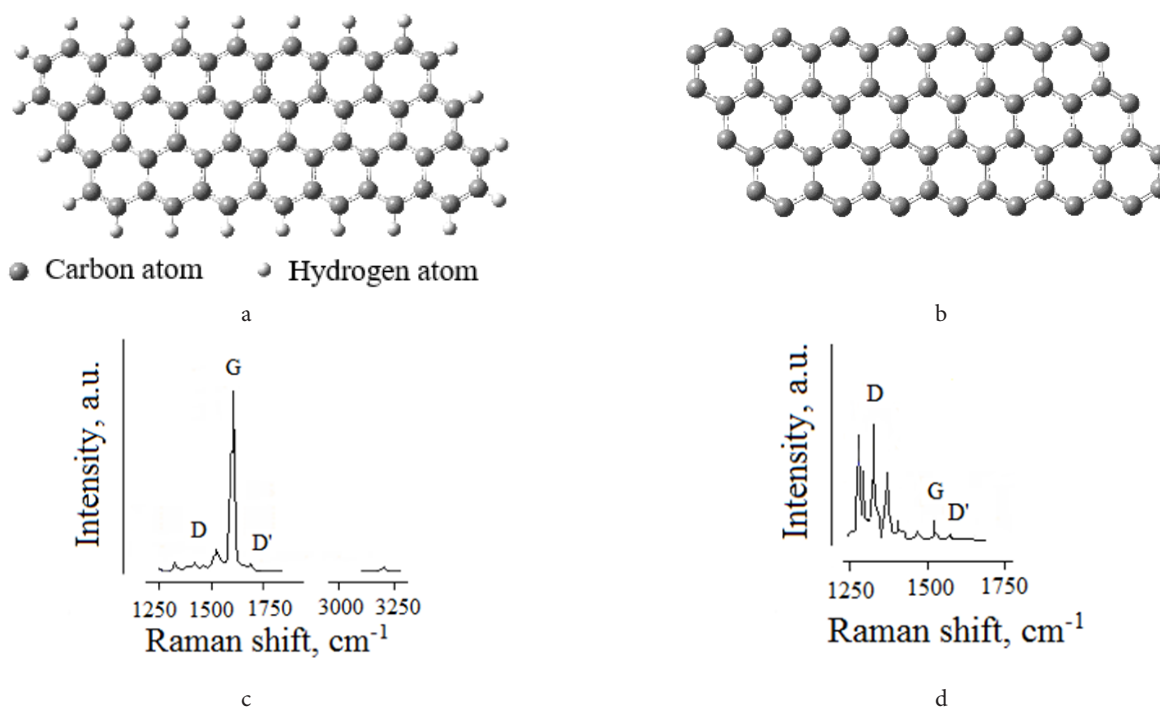 Carbon atom
Hydrogen atom
a
b
Intensity, a.u.
G
D
D'
1250 1500 1750 3000 3250
Raman shift, cm-1
c
Intensity, a.u.
D
G
D'
1250 1500 1750
Raman shift, cm-1
d